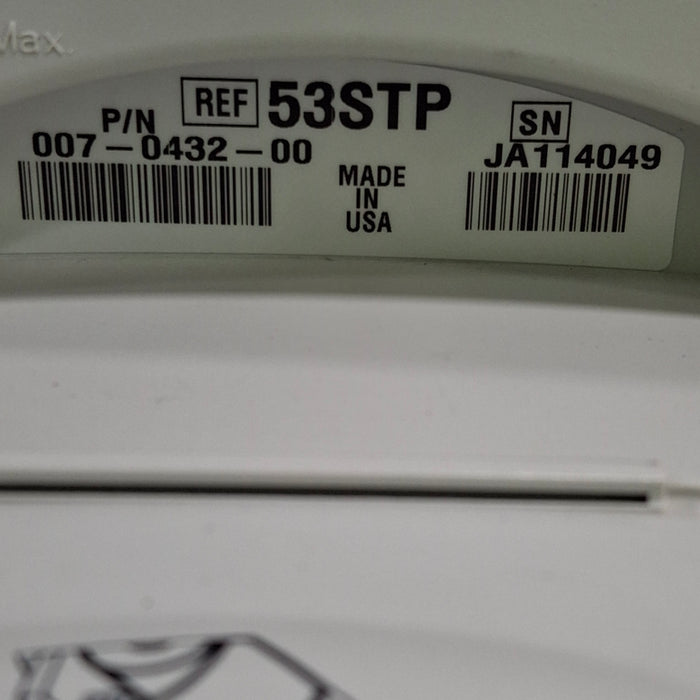 Max.
REF 53STP
P/N
007-0432-00
SN
JA114049
MADE
IN
USA